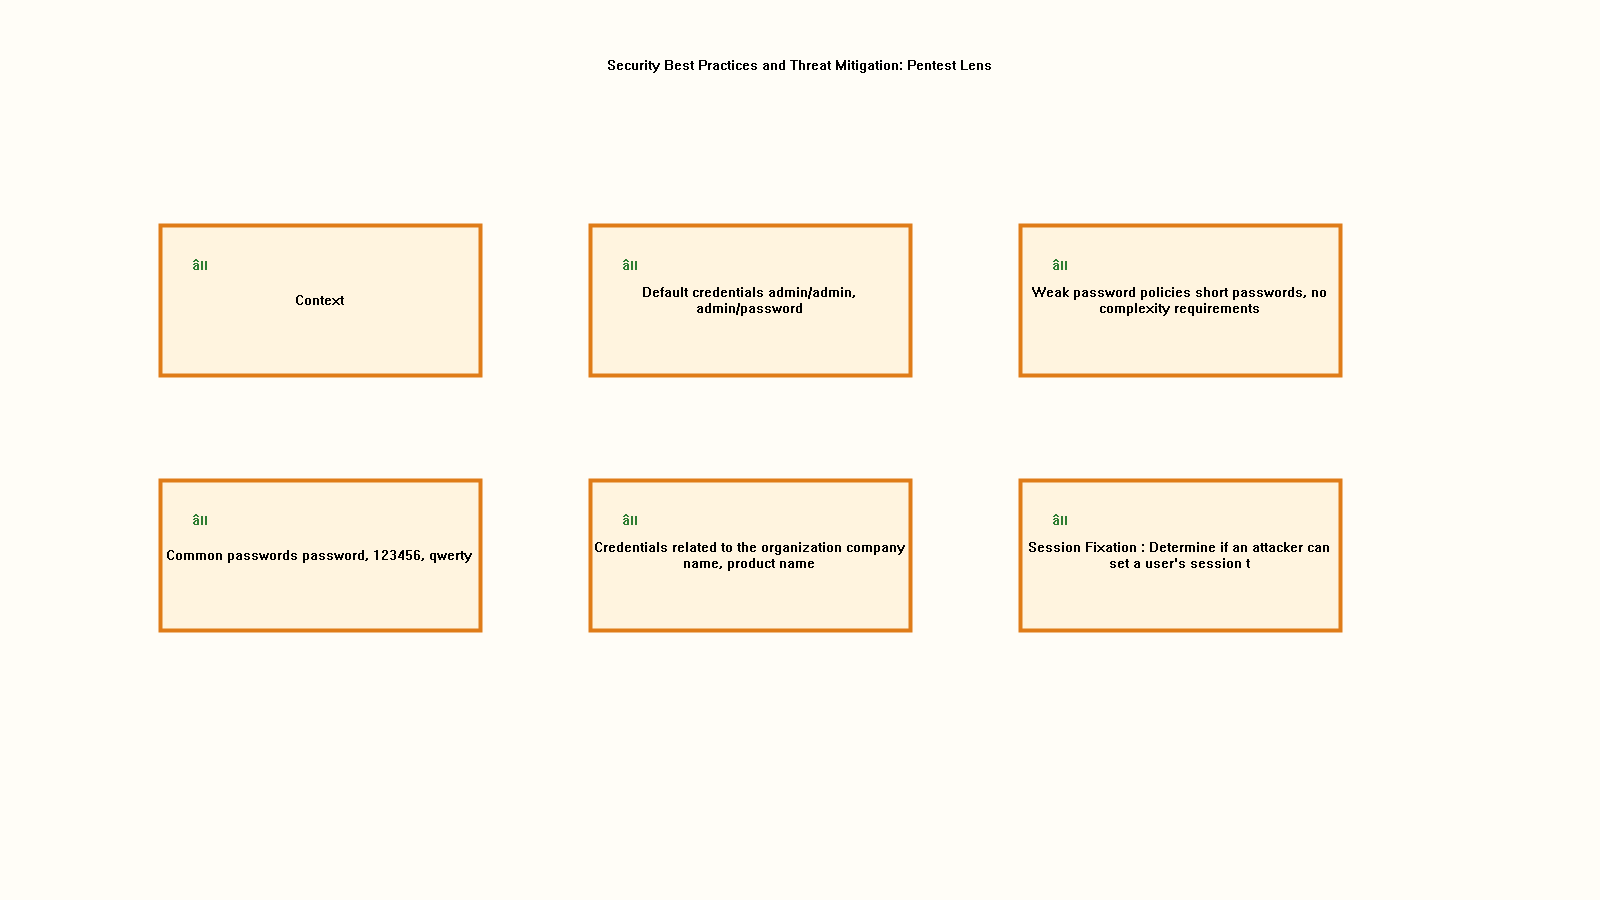 Security Best Practices and Threat Mitigation: Pentest Lens
âıı
Context
âıı
Default credentials admin/admin,
admin/password
âıı
Weak password policies short passwords, no
complexity requirements
âıı
Common passwords password, 123456, qwerty
âıı
Credentials related to the organization company
name, product name
âıı
Session Fixation : Determine if an attacker can
set a user's session t